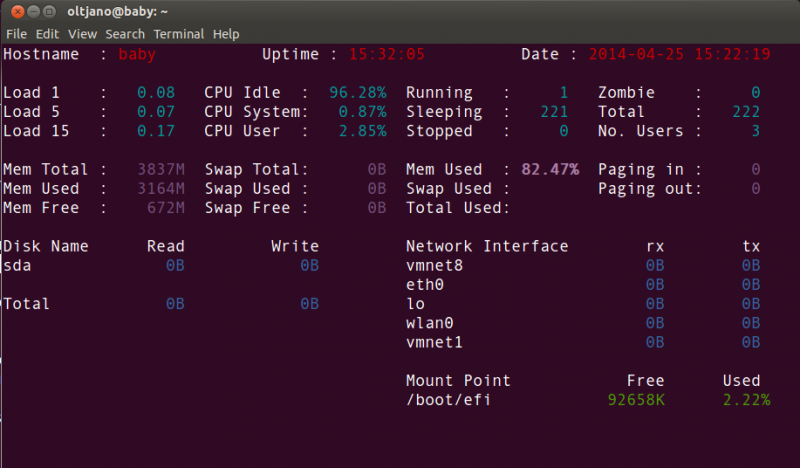 oltjano@baby: ~
File Edit View Search Terminal Help
Hostname : baby Uptime : 15:32:05 Date : 2014-04-25 15:22:19
Load 1 : 0.08 CPU Idle : 96.28% Running : 1 Zombie : 0
Load 5 : 0.07 CPU System: 0.87% Sleeping : 221 Total : 222
Load 15 : 0.17 CPU User : 2.85% Stopped : 0 No. Users : 3
Mem Total : 3837M Swap Total: 0B Mem Used : 82.47% Paging in : 0
Mem Used : 3164M Swap Used : 0B Swap Used : Paging out: 0
Mem Free : 672M Swap Free : 0B Total Used:
Disk Name Read Write Network Interface rx tx
sda 0B 0B vmnet8 0B 0B
eth0 0B 0B
Total 0B 0B lo 0B 0B
wlan0 0B 0B
vmnet1 0B 0B
Mount Point Free Used
/boot/efi 92658K 2.22%